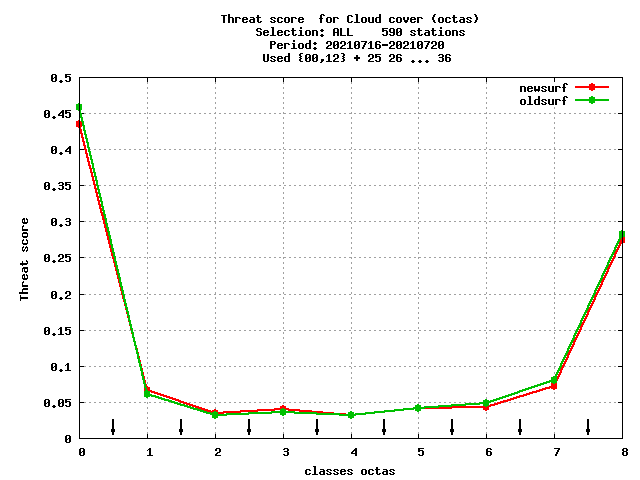 Threat score  for Cloud cover (octas)
Selection: ALL    590 stations
Period: 20210716-20210720
Used {00,12} + 25 26 ... 36
newsurf
oldsurf
0.5
0.45
0.4
0.35
0.3
0.25
0.2
0.15
0.1
0.05
0
Threat score
0 1 2 3 4 5 6 7 8
classes octas